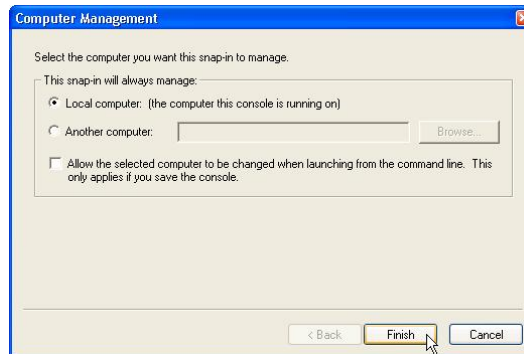 Computer Management
Select the computer you want this snap-in to manage.
This snap-in will always manage:
Local computer: (the computer this console is running on)
Another computer:
Browse...
Allow the selected computer to be changed when launching from the command line. This
only applies if you save the console.
< Back
Finish
Cancel